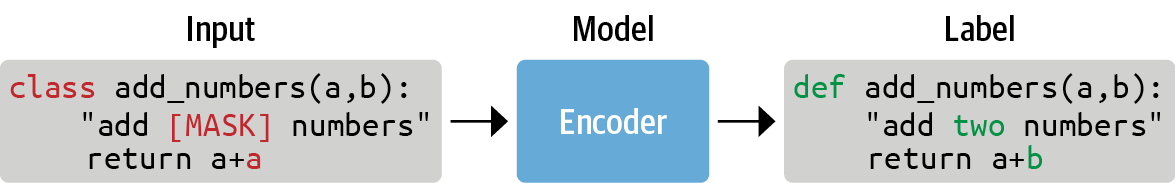 Input
class add_numbers(a,b):
"add [MASK] numbers"
return a+a
Model
Encoder
Label
def add_numbers(a,b):
"add two numbers"
return a+b